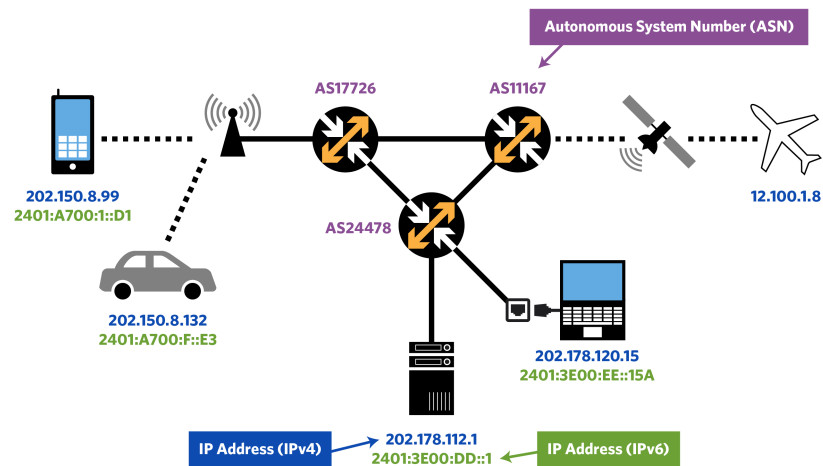 Autonomous System Number (ASN)
AS17726
AS11167
202.150.8.99
2401:A700:1::D1
12.100.1.8
AS24478
202.150.8.132
2401:A700:F::E3
202.178.120.15
2401:3E00:EE::15A
IP Address (IPv4)
202.178.112.1
2401:3E00:DD::1
IP Address (IPv6)